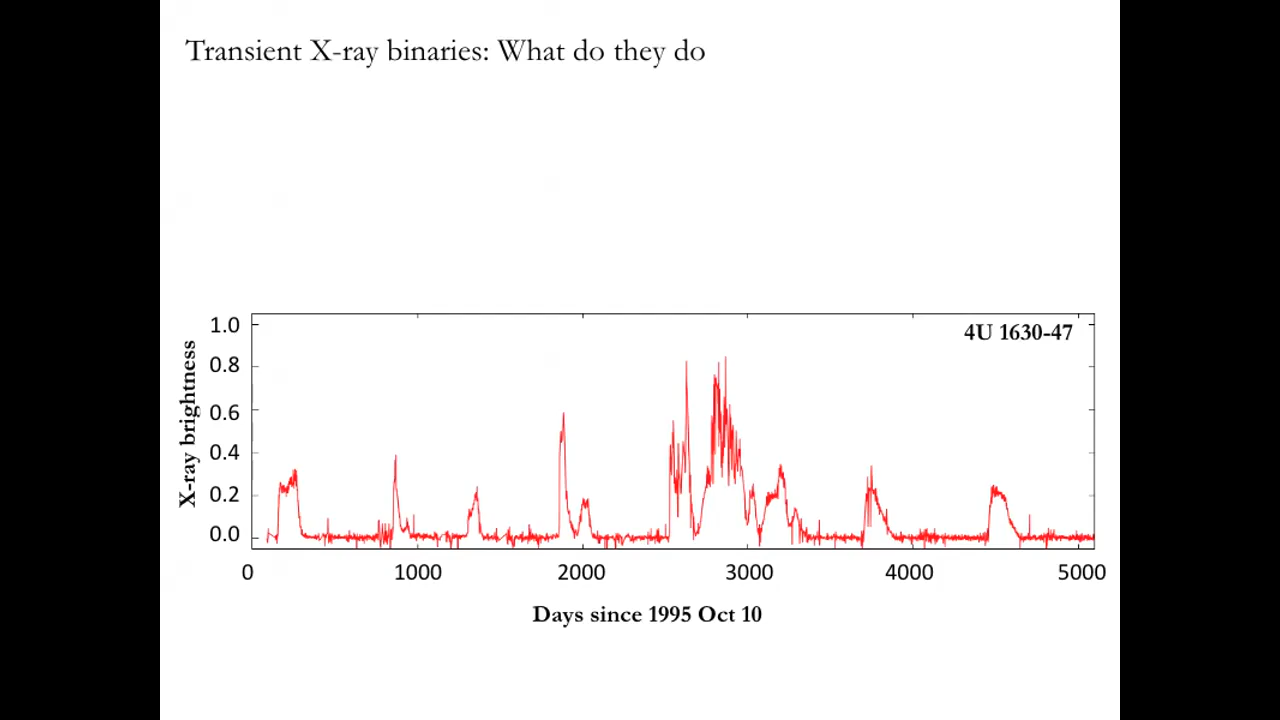 Transient X-ray binaries: What do they do
4U 1630-47
X-ray brightness
1.0
0.8
0.6
0.4
0.2
0.0
0 1000 2000 3000 4000 5000
Days since 1995 Oct 10